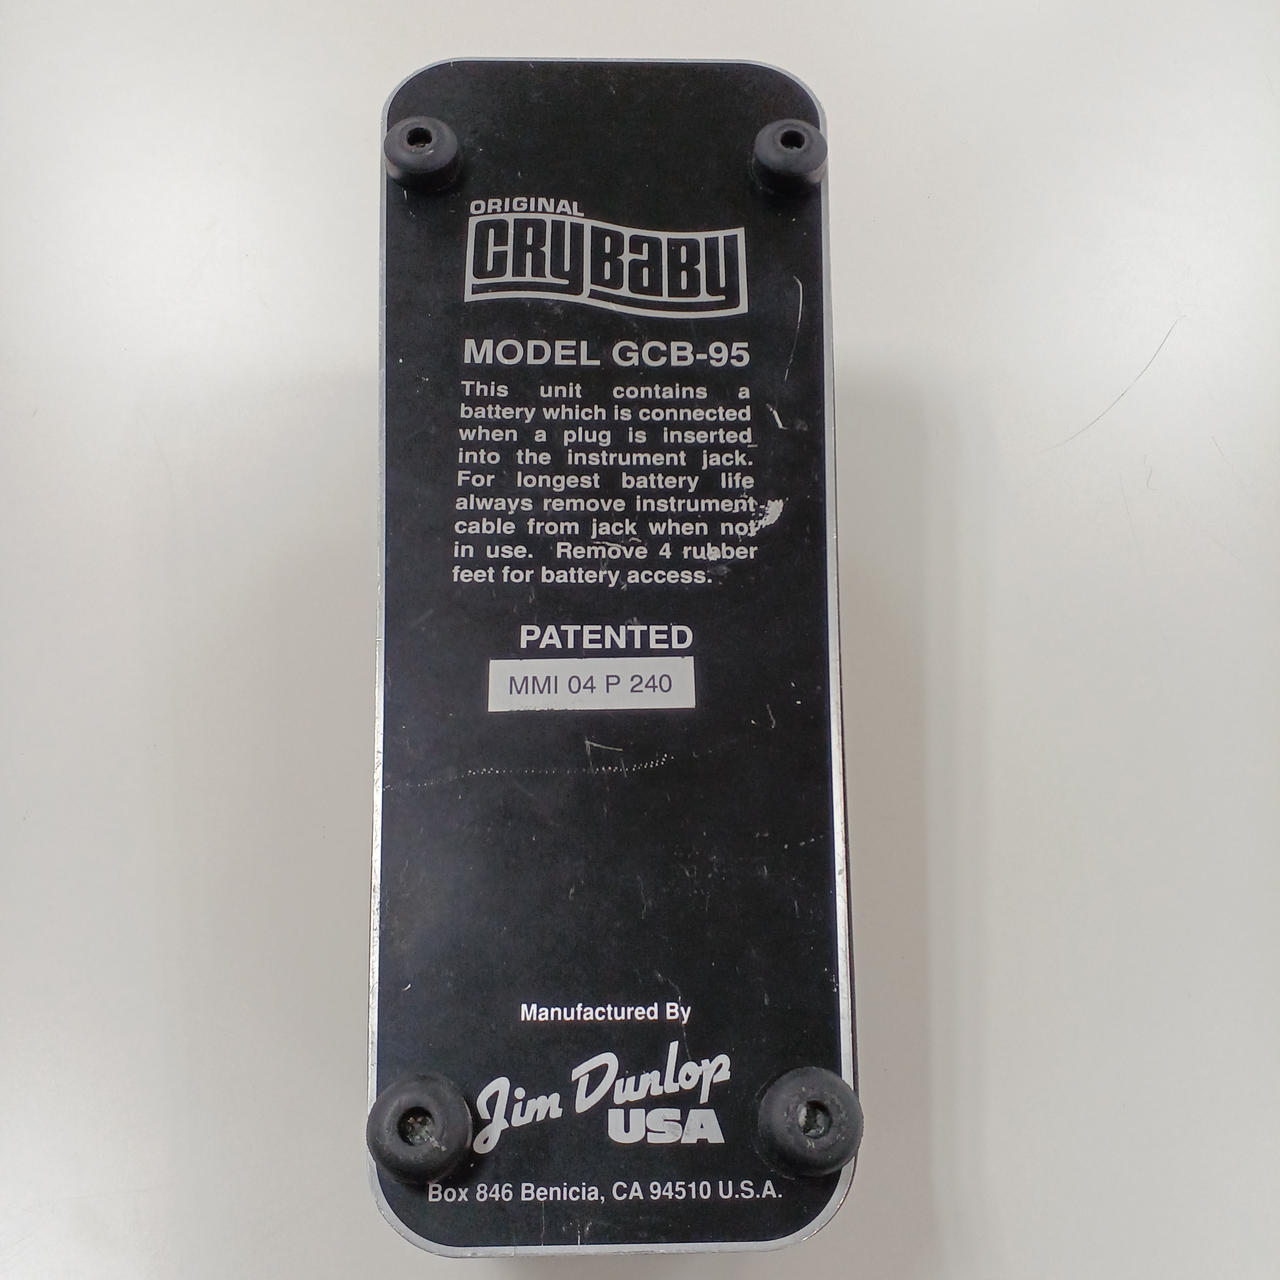 ORIGINAL
CRYBABY
MODEL GCB-95
This unit contains a
battery which is connected
when a plug is inserted
into the instrument jack.
For longest battery life
always remove instrument
cable from jack when not
in use. Remove 4 rubber
feet for battery access.
PATENTED
MMI 04 P 240
Manufactured By
Jim Dunlop
USA
Box 846 Benicia, CA 94510 U.S.A.